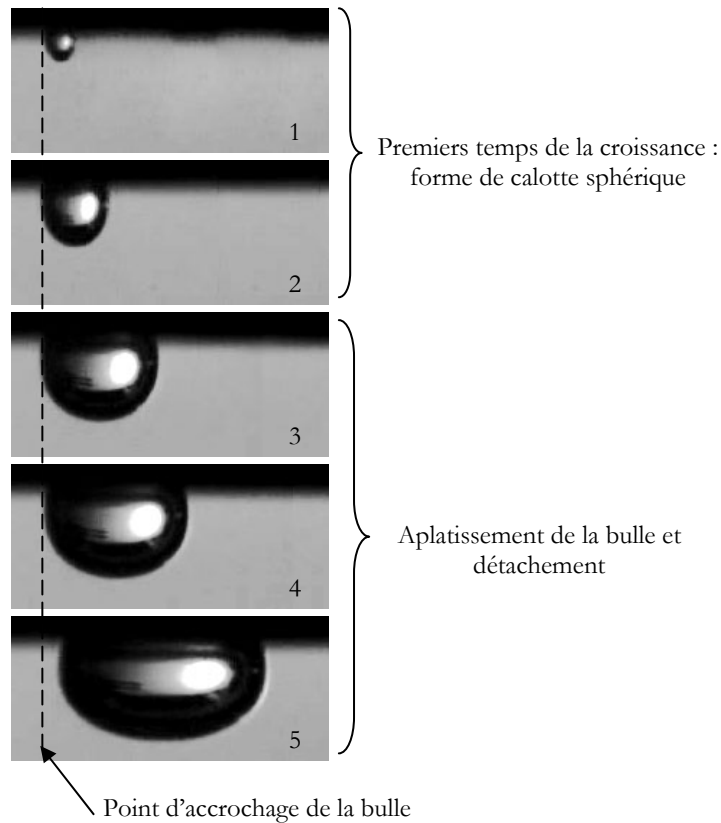 1
Premiers temps de la croissance :
forme de calotte sphérique
2
3
4
Aplatissement de la bulle et
détachement
5
Point d'accrochage de la bulle